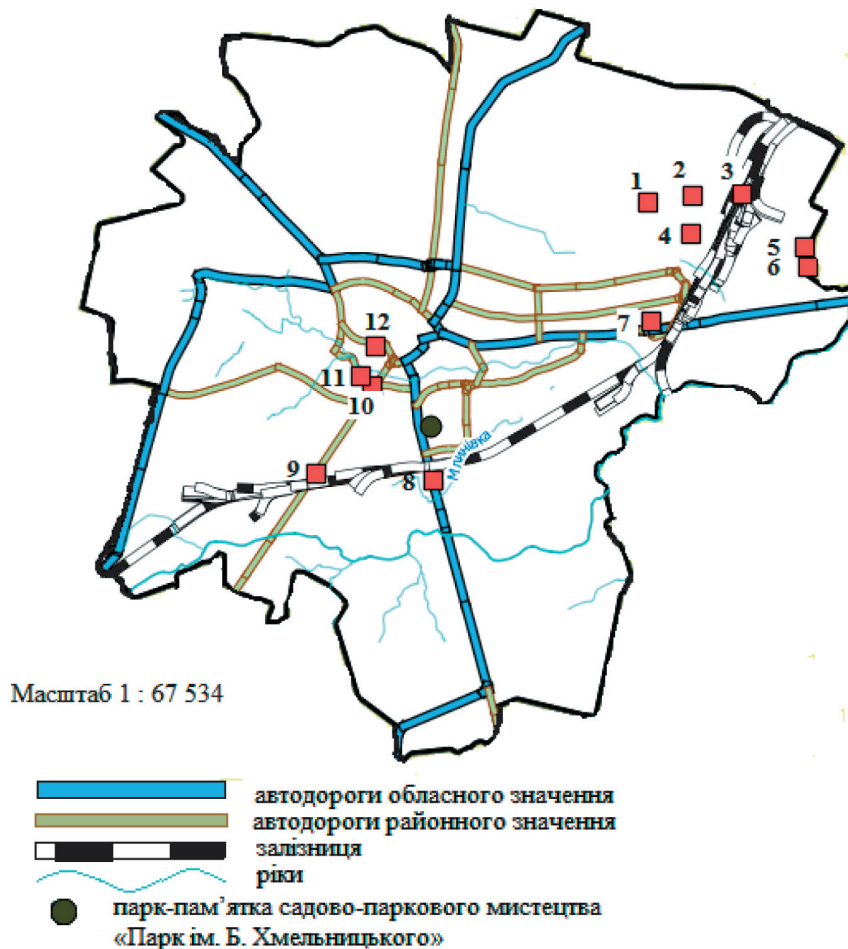 1
2
3
4
5
6
7
12
11
10
Млинівка
9
8
Масштаб 1 : 67 534
автодороги обласного значення
автодороги районного значення
залізниця
ріки
парк-пам’ятка садово-паркового мистецтва
«Парк ім. Б. Хмельницького»